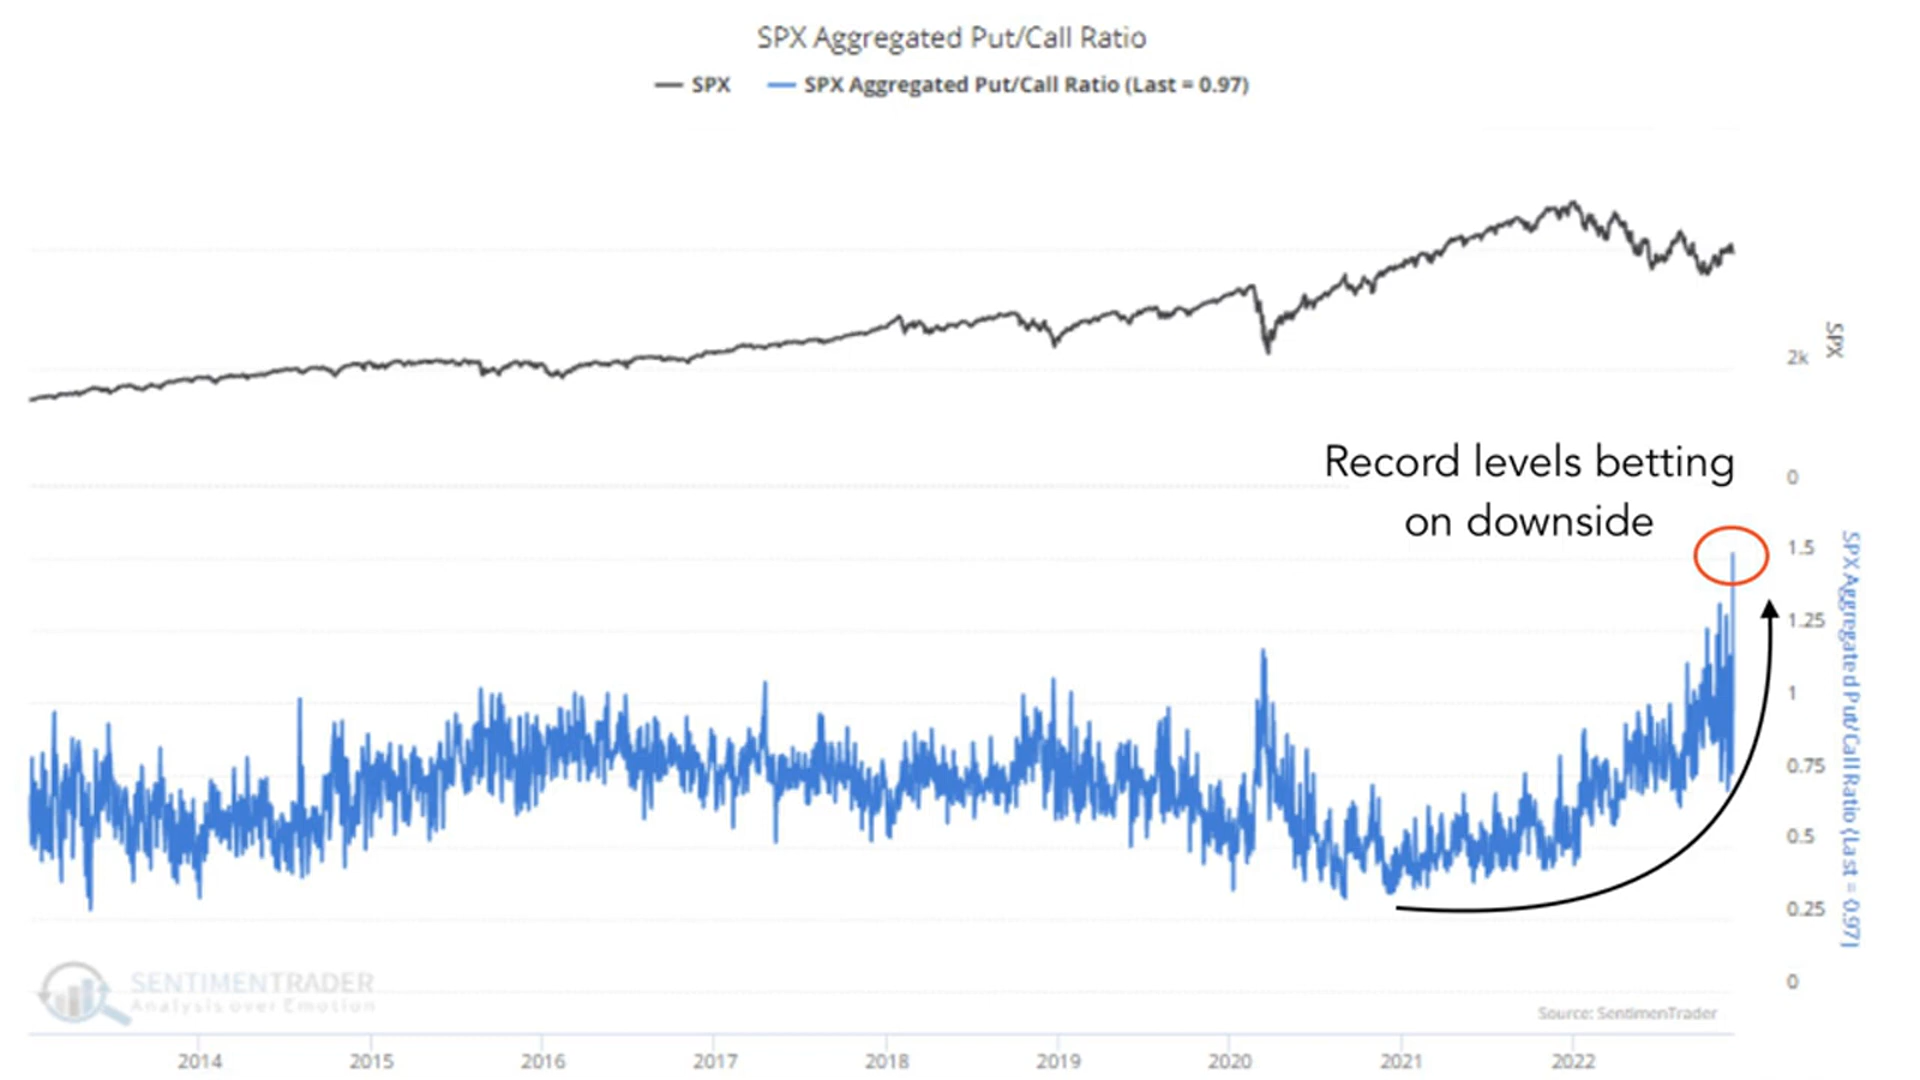 SPX Aggregated Put/Call Ratio
SPX
SPX Aggregated Put/Call Ratio (Last = 0.97)
SPX
2k
0
Record levels betting
on downside
1.5
1.25
1
0.75
0.5
0.25
0
SPX Aggregated Put/Call Ratio (Last = 0.97)
SENTIMENTRADER
Analysis over Emotion
Source: SentimenTrader
2014
2015
2016
2017
2018
2019
2020
2021
2022